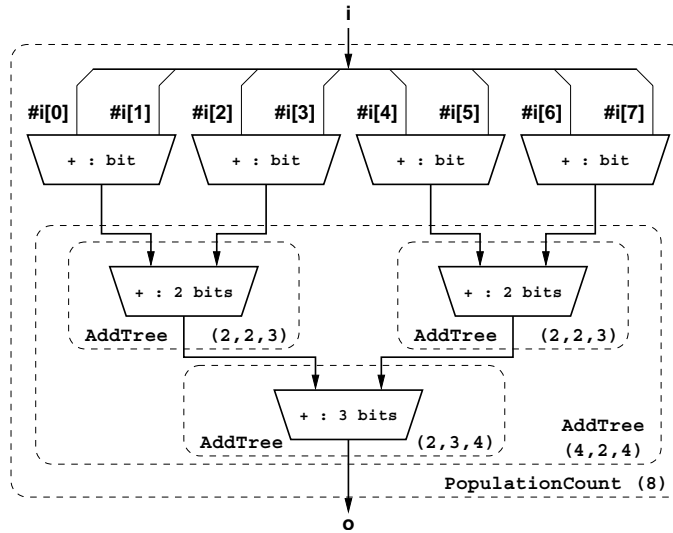 i
#i[0] #i[1] #i[2] #i[3] #i[4] #i[5] #i[6] #i[7]
+ : bit + : bit + : bit + : bit
+ : 2 bits + : 2 bits
AddTree (2,2,3) AddTree (2,2,3)
+ : 3 bits
AddTree (2,3,4)
AddTree
(4,2,4)
PopulationCount (8)
o